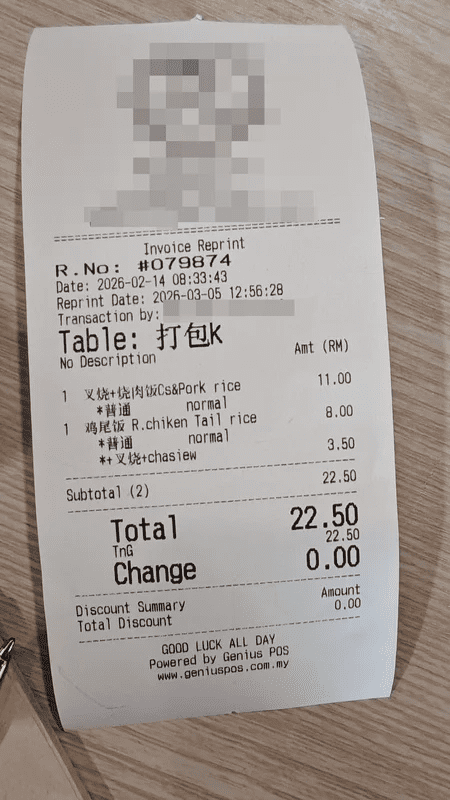 Invoice Reprint
R.No: #079874
Date: 2026-02-14 08:33:43
Reprint Date: 2026-03-05 12:56:28
Transaction by:
Table: 打包K
No Description Amt (RM)
1 叉烧+烧肉饭Cs&Pork rice 11.00
*普通 normal
1 鸡尾饭 R.chiken Tail rice 8.00
*普通 normal
*+叉烧+chasiew 3.50
Subtotal (2) 22.50
Total 22.50
TnG 22.50
Change 0.00
Discount Summary Amount
Total Discount 0.00
GOOD LUCK ALL DAY
Powered by Genius POS
www.geniuspos.com.my